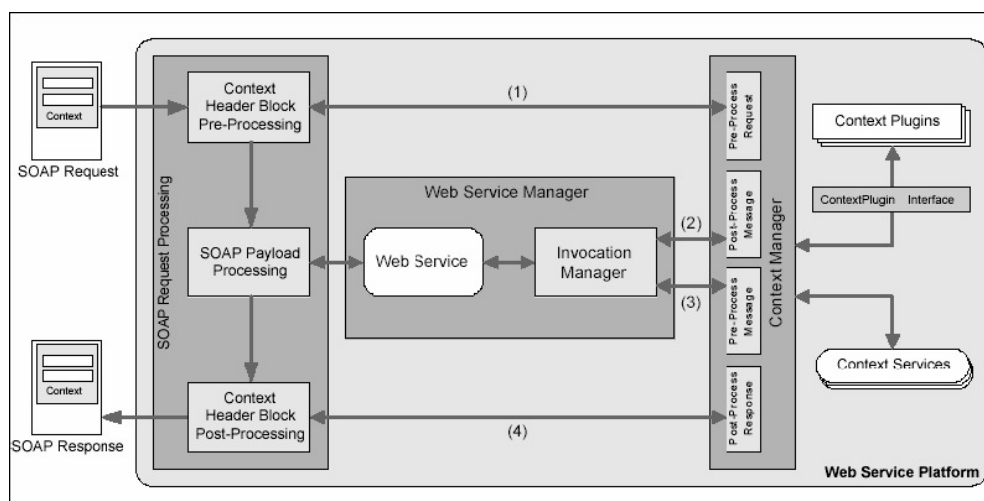 Context
SOAP Request
Context
Header Block
Pre-Processing
(1)
Pre-Process
Request
Context Plugins
ContextPlugin Interface
Web Service Manager
SOAP Request Processing
SOAP Payload
Processing
Web Service
Invocation
Manager
(2)
Post-Process
Message
(3)
Pre-Process
Message
Context Manager
Context Services
Context
SOAP Response
Context
Header Block
Post-Processing
(4)
Post-Process
Response
Web Service Platform